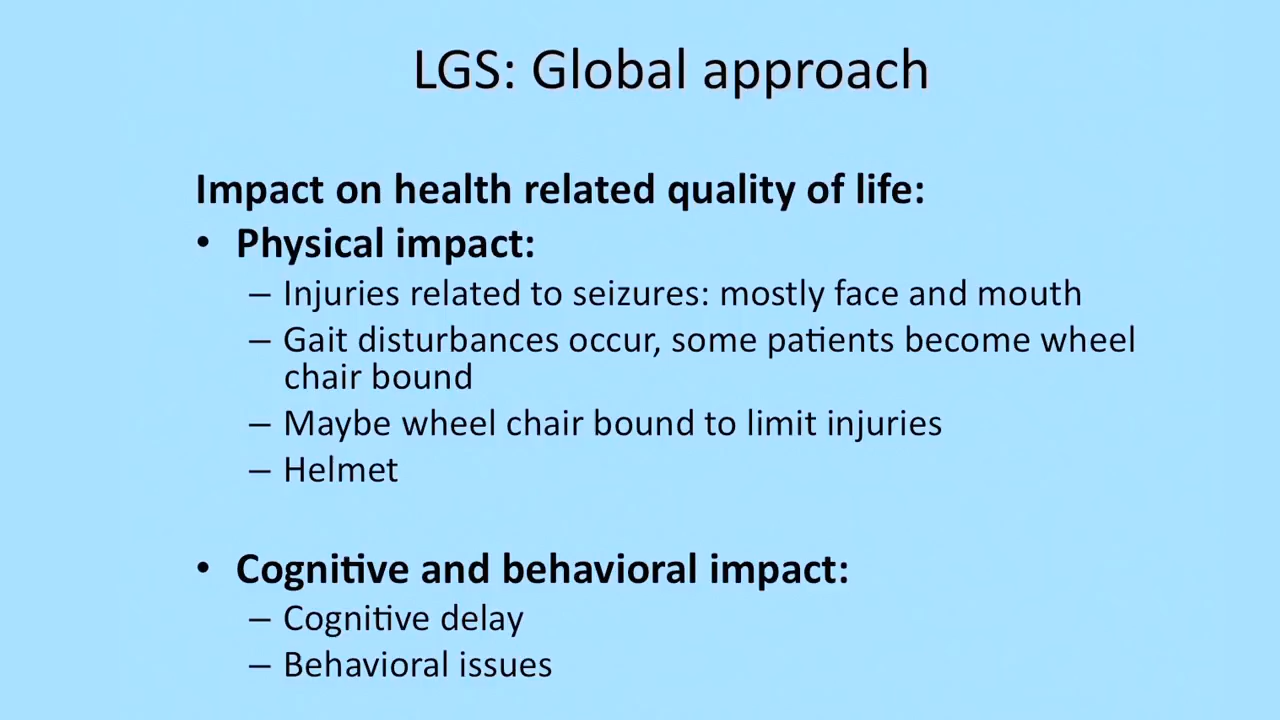 LGS: Global approach
Impact on health related quality of life:
• Physical impact:
– Injuries related to seizures: mostly face and mouth
– Gait disturbances occur, some patients become wheel
chair bound
– Maybe wheel chair bound to limit injuries
– Helmet
• Cognitive and behavioral impact:
– Cognitive delay
– Behavioral issues